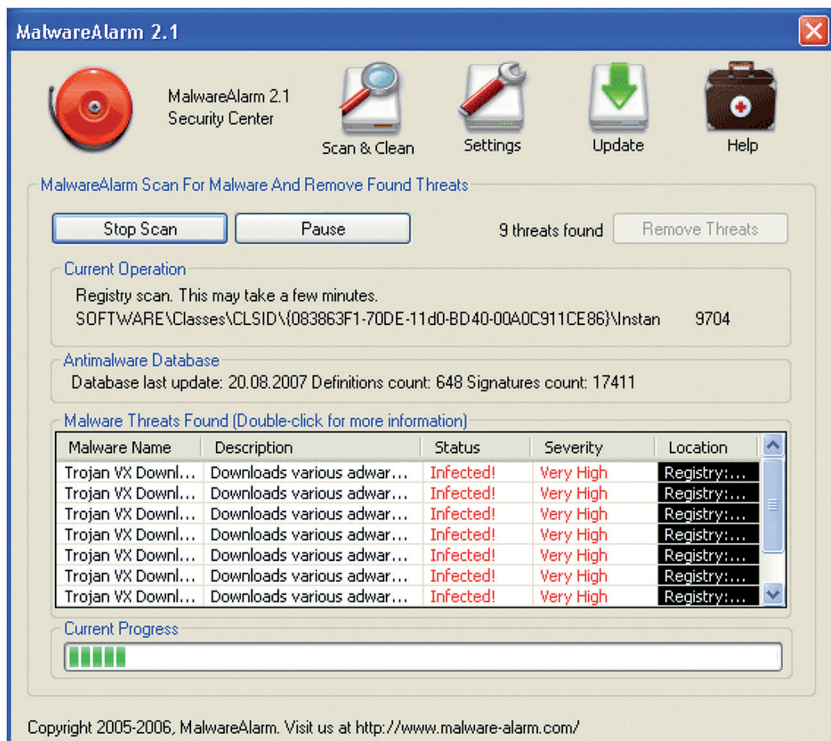 MalwareAlarm 2.1
MalwareAlarm 2.1
Security Center
Scan & Clean
Settings
Update
Help
MalwareAlarm Scan For Malware And Remove Found Threats
Stop Scan
Pause
9 threats found
Remove Threats
Current Operation
Registry scan. This may take a few minutes.
SOFTWARE\Classes\CLSID\{083863F1-70DE-11d0-BD40-00A0C911CE86}\Instan 9704
Antimalware Database
Database last update: 20.08.2007 Definitions count: 648 Signatures count: 17411
Malware Threats Found (Double-click for more information)
Malware Name Description Status Severity Location
Trojan VX Downl... Downloads various adwar... Infected! Very High Registry:...
Trojan VX Downl... Downloads various adwar... Infected! Very High Registry:...
Trojan VX Downl... Downloads various adwar... Infected! Very High Registry:...
Trojan VX Downl... Downloads various adwar... Infected! Very High Registry:...
Trojan VX Downl... Downloads various adwar... Infected! Very High Registry:...
Trojan VX Downl... Downloads various adwar... Infected! Very High Registry:...
Trojan VX Downl... Downloads various adwar... Infected! Very High Registry:...
Current Progress
Copyright 2005-2006, MalwareAlarm. Visit us at http://www.malware-alarm.com/